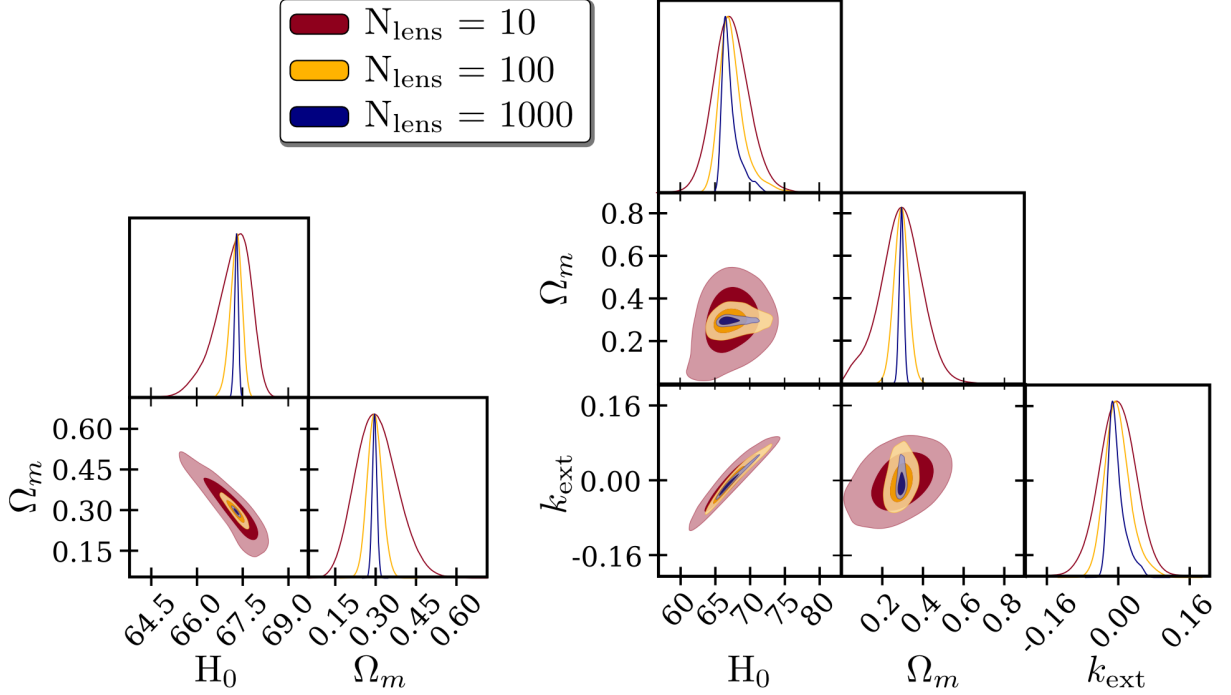 N_lens = 10
N_lens = 100
N_lens = 1000
0.8
0.6
0.4
0.2
Ω_m
0.60
0.45
0.30
0.15
Ω_m
0.16
0.00
-0.16
k_ext
64.5 66.0 67.5 69.0 0.15 0.30 0.45 0.60
H_0 Ω_m
60 65 70 75 80 0.2 0.4 0.6 0.8 -0.16 0.00 0.16
H_0 Ω_m k_ext